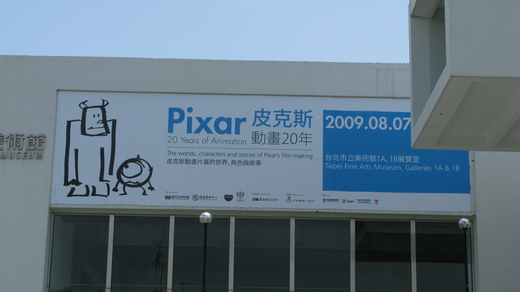 術館
MUSEUM
Pixar 皮克斯
20 Years of Animation 動畫20年
The worlds, characters and stories of Pixar's film-making
皮克斯動畫片畫的世界, 角色與故事
2009.08.07
台北市立美術館1A, 1B展覽室
Taipei Fine Arts Museum, Galleries 1A & 1B